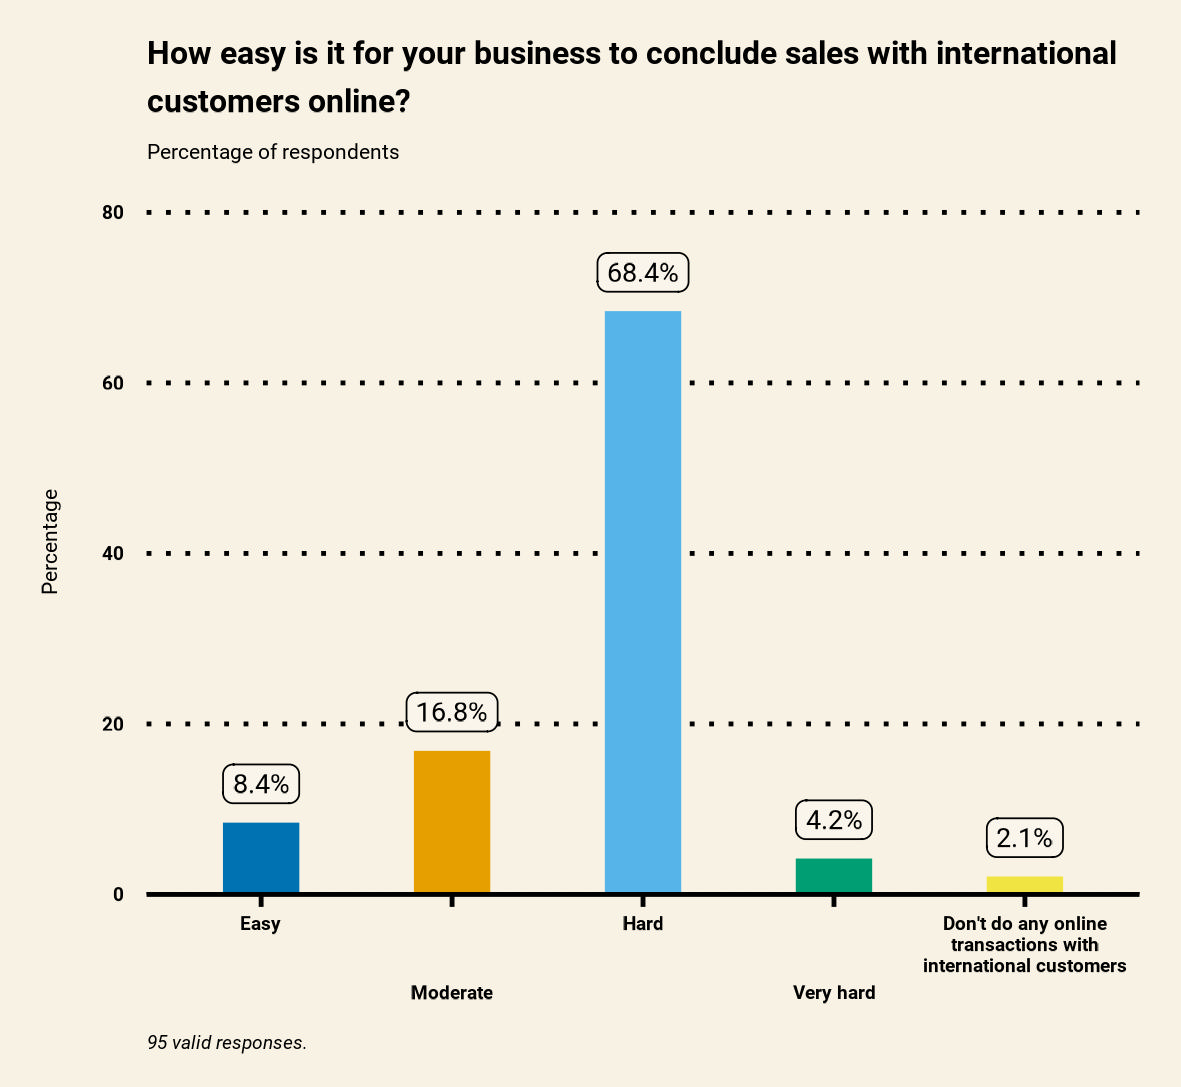 How easy is it for your business to conclude sales with international
customers online?
Percentage of respondents
80
68.4%
60
Percentage
40
20
16.8%
8.4%
4.2%
2.1%
0
Easy
Hard
Don't do any online
transactions with
international customers
Moderate
Very hard
95 valid responses.